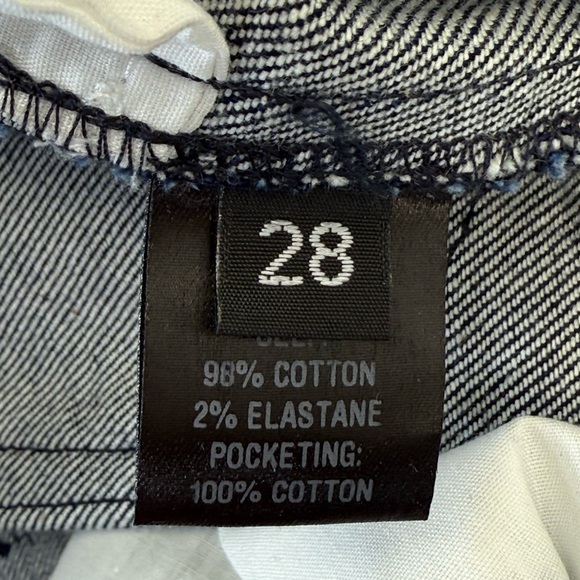 28
98% COTTON
2% ELASTANE
POCKETING:
100% COTTON